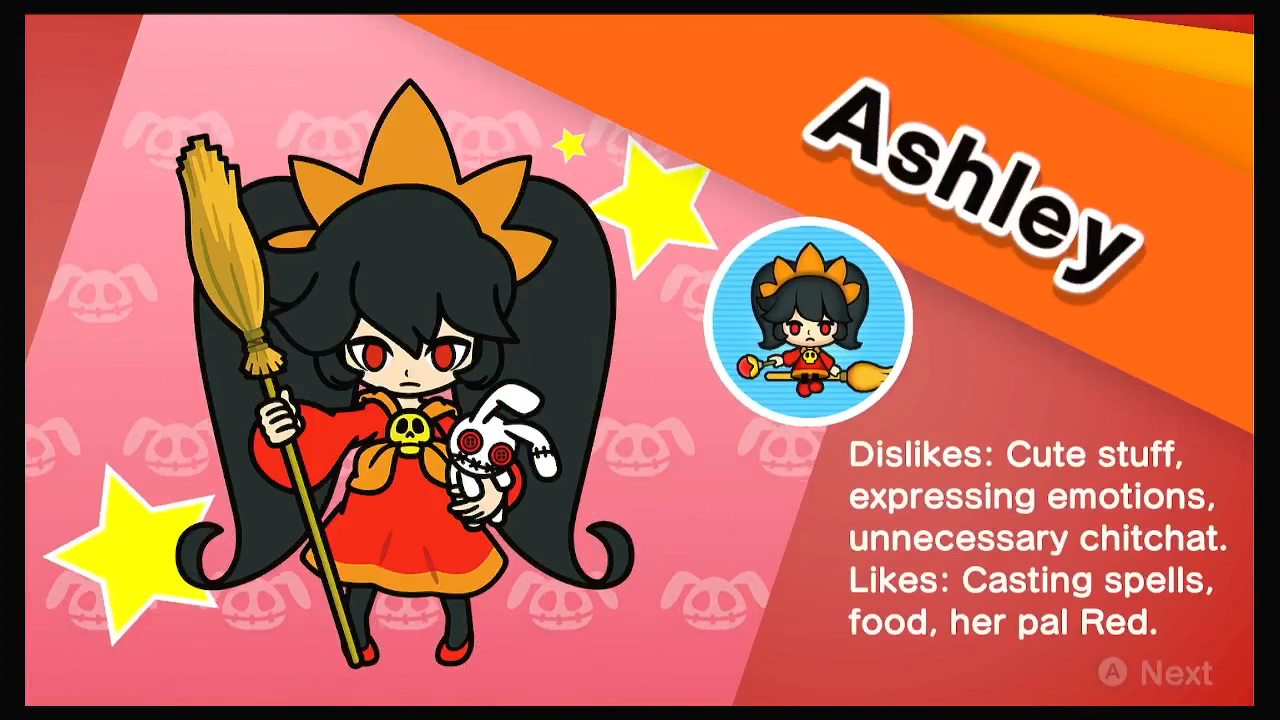 Ashley
Dislikes: Cute stuff,
expressing emotions,
unnecessary chitchat.
Likes: Casting spells,
food, her pal Red.
A Next